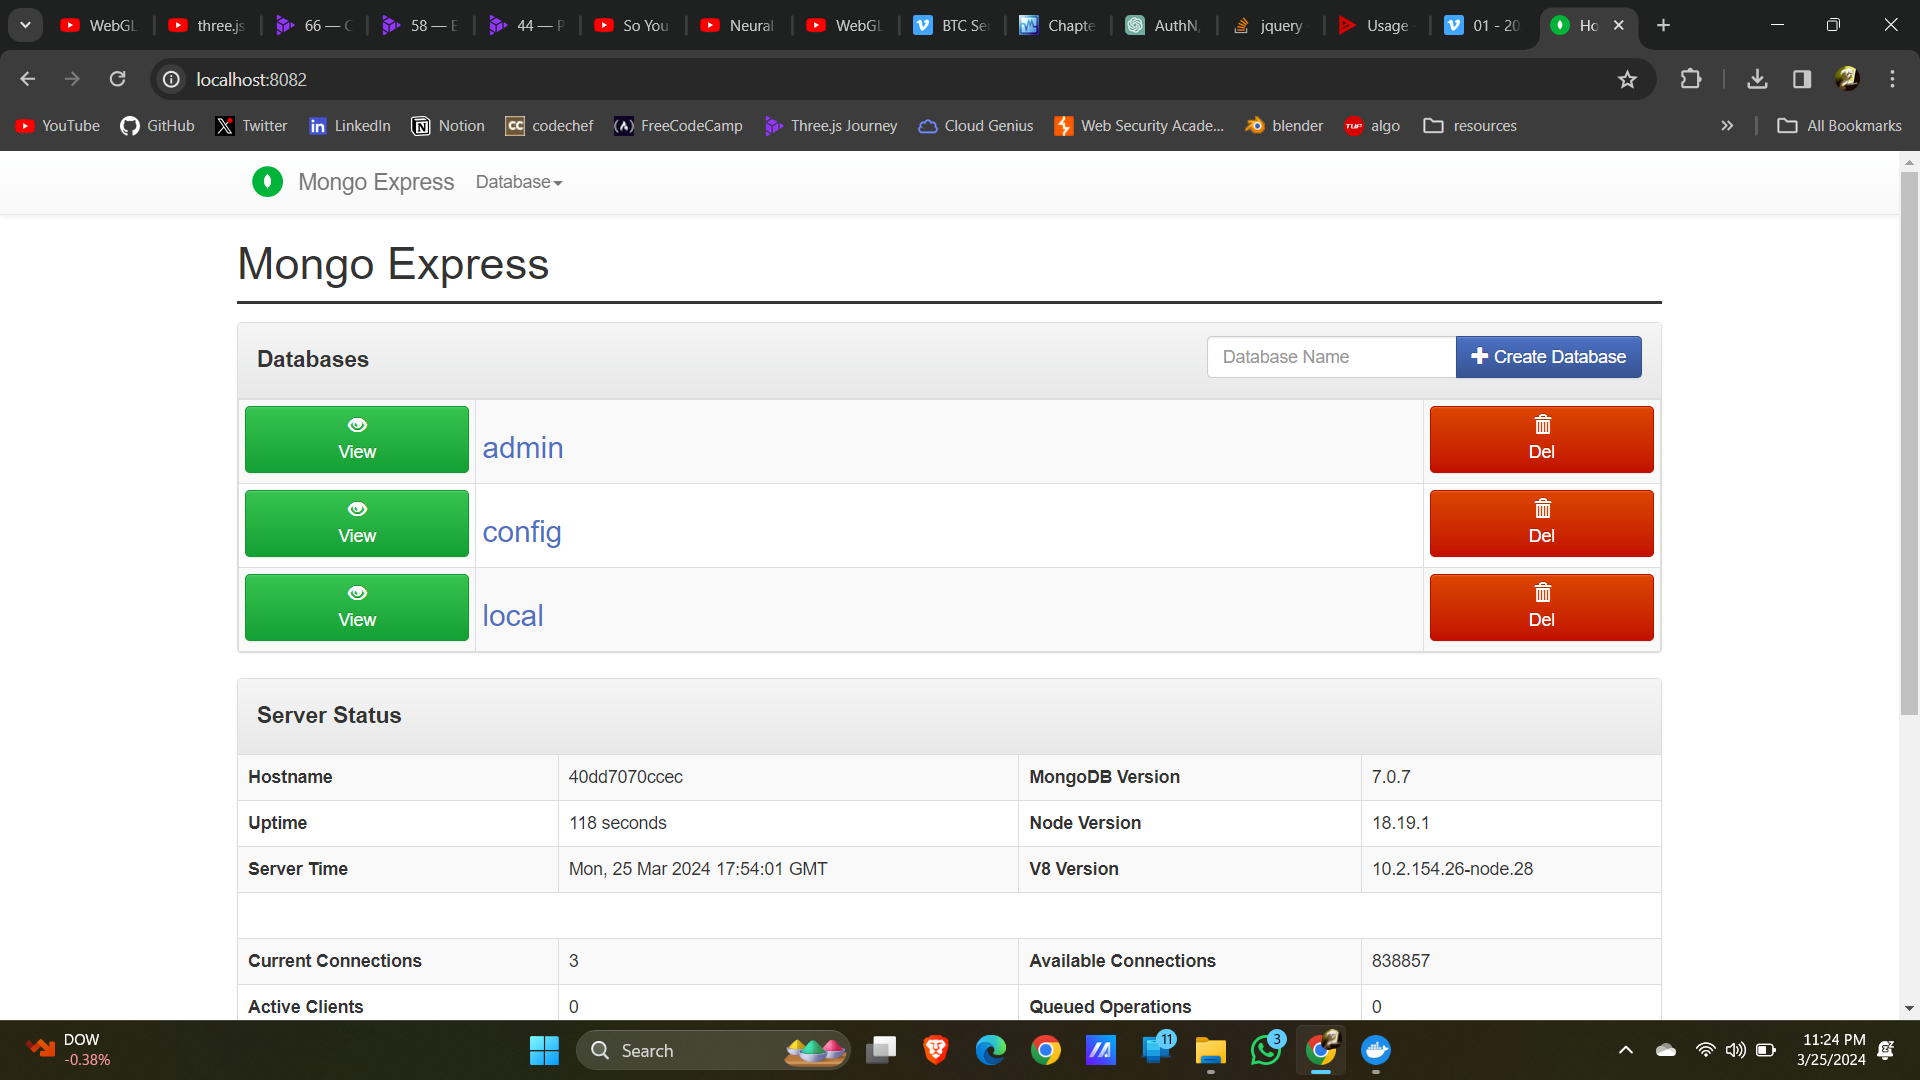 WebGL
three.js
66 — C
58 — E
44 — P
So You
Neural
WebGL
BTC Se
Chapte
AuthN,
jquery
Usage
01 - 20
Ho
localhost:8082
YouTube
GitHub
Twitter
LinkedIn
Notion
codechef
FreeCodeCamp
Three.js Journey
Cloud Genius
Web Security Acade...
blender
algo
resources
All Bookmarks
Mongo Express
Database
Mongo Express
Databases
Database Name
Create Database
View
admin
Del
View
config
Del
View
local
Del
Server Status
Hostname 40dd7070ccec MongoDB Version 7.0.7
Uptime 118 seconds Node Version 18.19.1
Server Time Mon, 25 Mar 2024 17:54:01 GMT V8 Version 10.2.154.26-node.28
Current Connections 3 Available Connections 838857
Active Clients 0 Queued Operations 0
DOW
-0.38%
Search
11
3
11:24 PM
3/25/2024